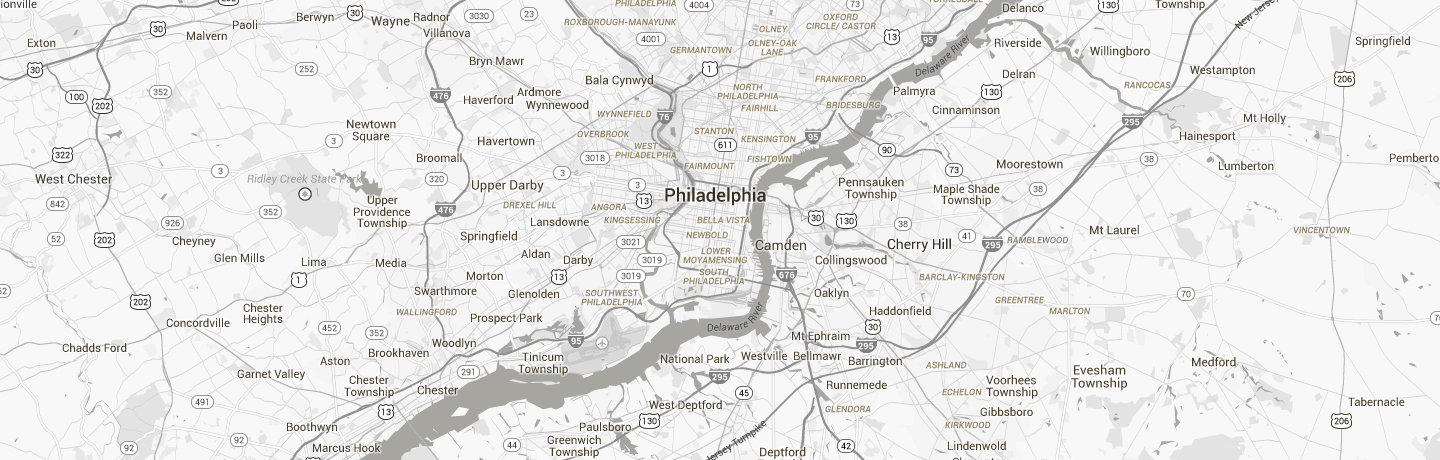 ionville
Berwyn
30
Paoli
Malvern
30
Exton
30
Wayne
Radnor
Villanova
3030
23
PHILADELPHIA
4004
73
ROXBOROUGH-MANAYUNK
4001
GERMANTOWN
OLNEY
OLNEY-OAK
LANE
OXFORD
CIRCLE/ CASTOR
13
95
Delanco
130
Township
Riverside
Willingboro
Springfield
206
Bryn Mawr
Bala Cynwyd
1
FRANKFORD
Delaware River
Delran
RANCOCAS
Westampton
252
100
202
352
476
Haverford
Ardmore
Wynnewood
WYNNEFIELD
76
NORTH
PHILADELPHIA
FAIRHILL
BRIDESBURG
Palmyra
130
Cinnaminson
295
Mt Holly
Hainesport
Newtown
Square
3
Havertown
OVERBROOK
STANTON
KENSINGTON
95
611
90
322
Broomall
3018
WEST
PHILADELPHIA
FAIRMOUNT
FISHTOWN
73
Moorestown
38
Lumberton
Pemberto
West Chester
3
Ridley Creek State Park
320
Upper Darby
3
3
Philadelphia
Pennsauken
Township
Maple Shade
Township
38
842
926
352
Upper
Providence
Township
476
DREXEL HILL
ANGORA
13
KINGSESSING
BELLA VISTA
30
130
38
52
202
Cheyney
Glen Mills
Lima
Media
Springfield
Lansdowne
Aldan
Darby
3021
3019
NEWBOLD
LOWER
MOYAMENSING
Camden
Collingswood
Cherry Hill
41
295
RAMBLEWOOD
Mt Laurel
VINCENTOWN
1
Morton
13
3019
SOUTH
PHILADELPHIA
676
BARCLAY-KINGSTON
202
Swarthmore
Glenolden
SOUTHWEST
PHILADELPHIA
Oaklyn
GREENTREE
MARLTON
70
Chester
Heights
WALLINGFORD
Prospect Park
Delaware River
Haddonfield
Concordville
452
352
Woodlyn
95
Mt Ephraim
30
295
Chadds Ford
Aston
Brookhaven
Tinicum
Township
National Park
Westville
Bellmawr
Barrington
ASHLAND
Medford
Garnet Valley
Chester
Township
Chester
291
295
45
Runnemede
ECHELON
Voorhees
Township
Evesham
Township
491
13
West Deptford
GLENDORA
Gibbsboro
Tabernacle
92
92
Boothwyn
Marcus Hook
44
Paulsboro
Greenwich
Township
130
Deptford
42
KIRKWOOD
Lindenwold
206